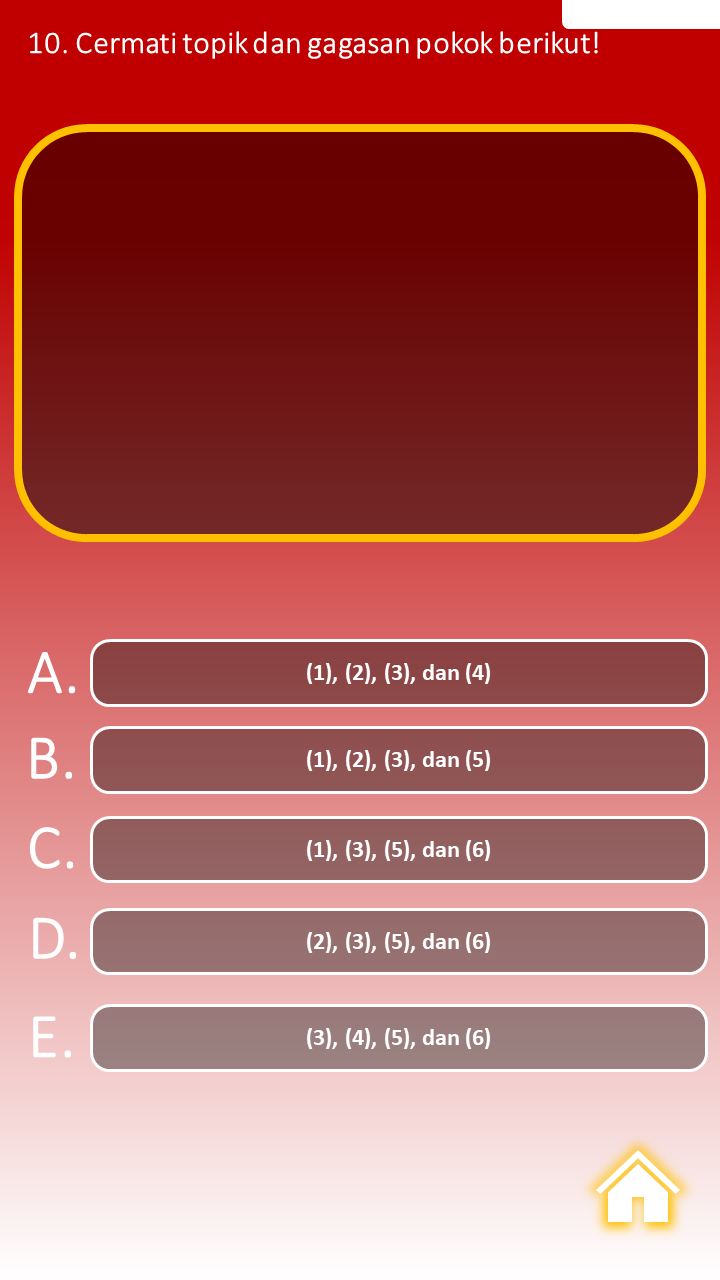 10. Cermati topik dan gagasan pokok berikut!
A. (1), (2), (3), dan (4)
B. (1), (2), (3), dan (5)
C. (1), (3), (5), dan (6)
D. (2), (3), (5), dan (6)
E. (3), (4), (5), dan (6)